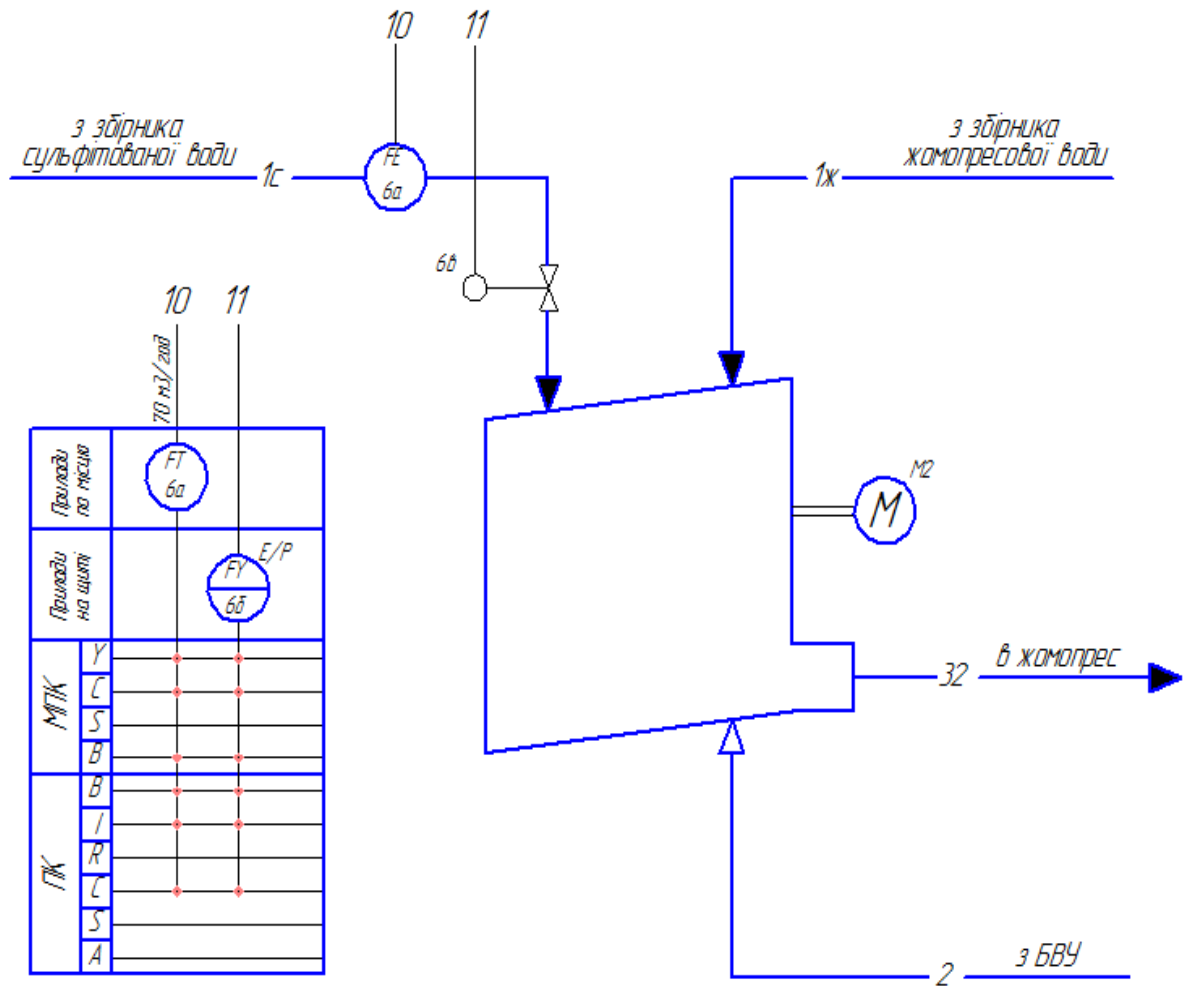 10 11
з збірника
сульфітованої води
1с
FE
6а
з збірника
жомопресової води
1ж
6в
10 11
70 м3/год
Прилади
по місцю
FT
6а
Прилади
на щиті
FY
6б
E/P
М2
М
32
в жомопрес
МПК
Y
C
S
B
ПК
B
I
R
C
S
A
2
з БВУ